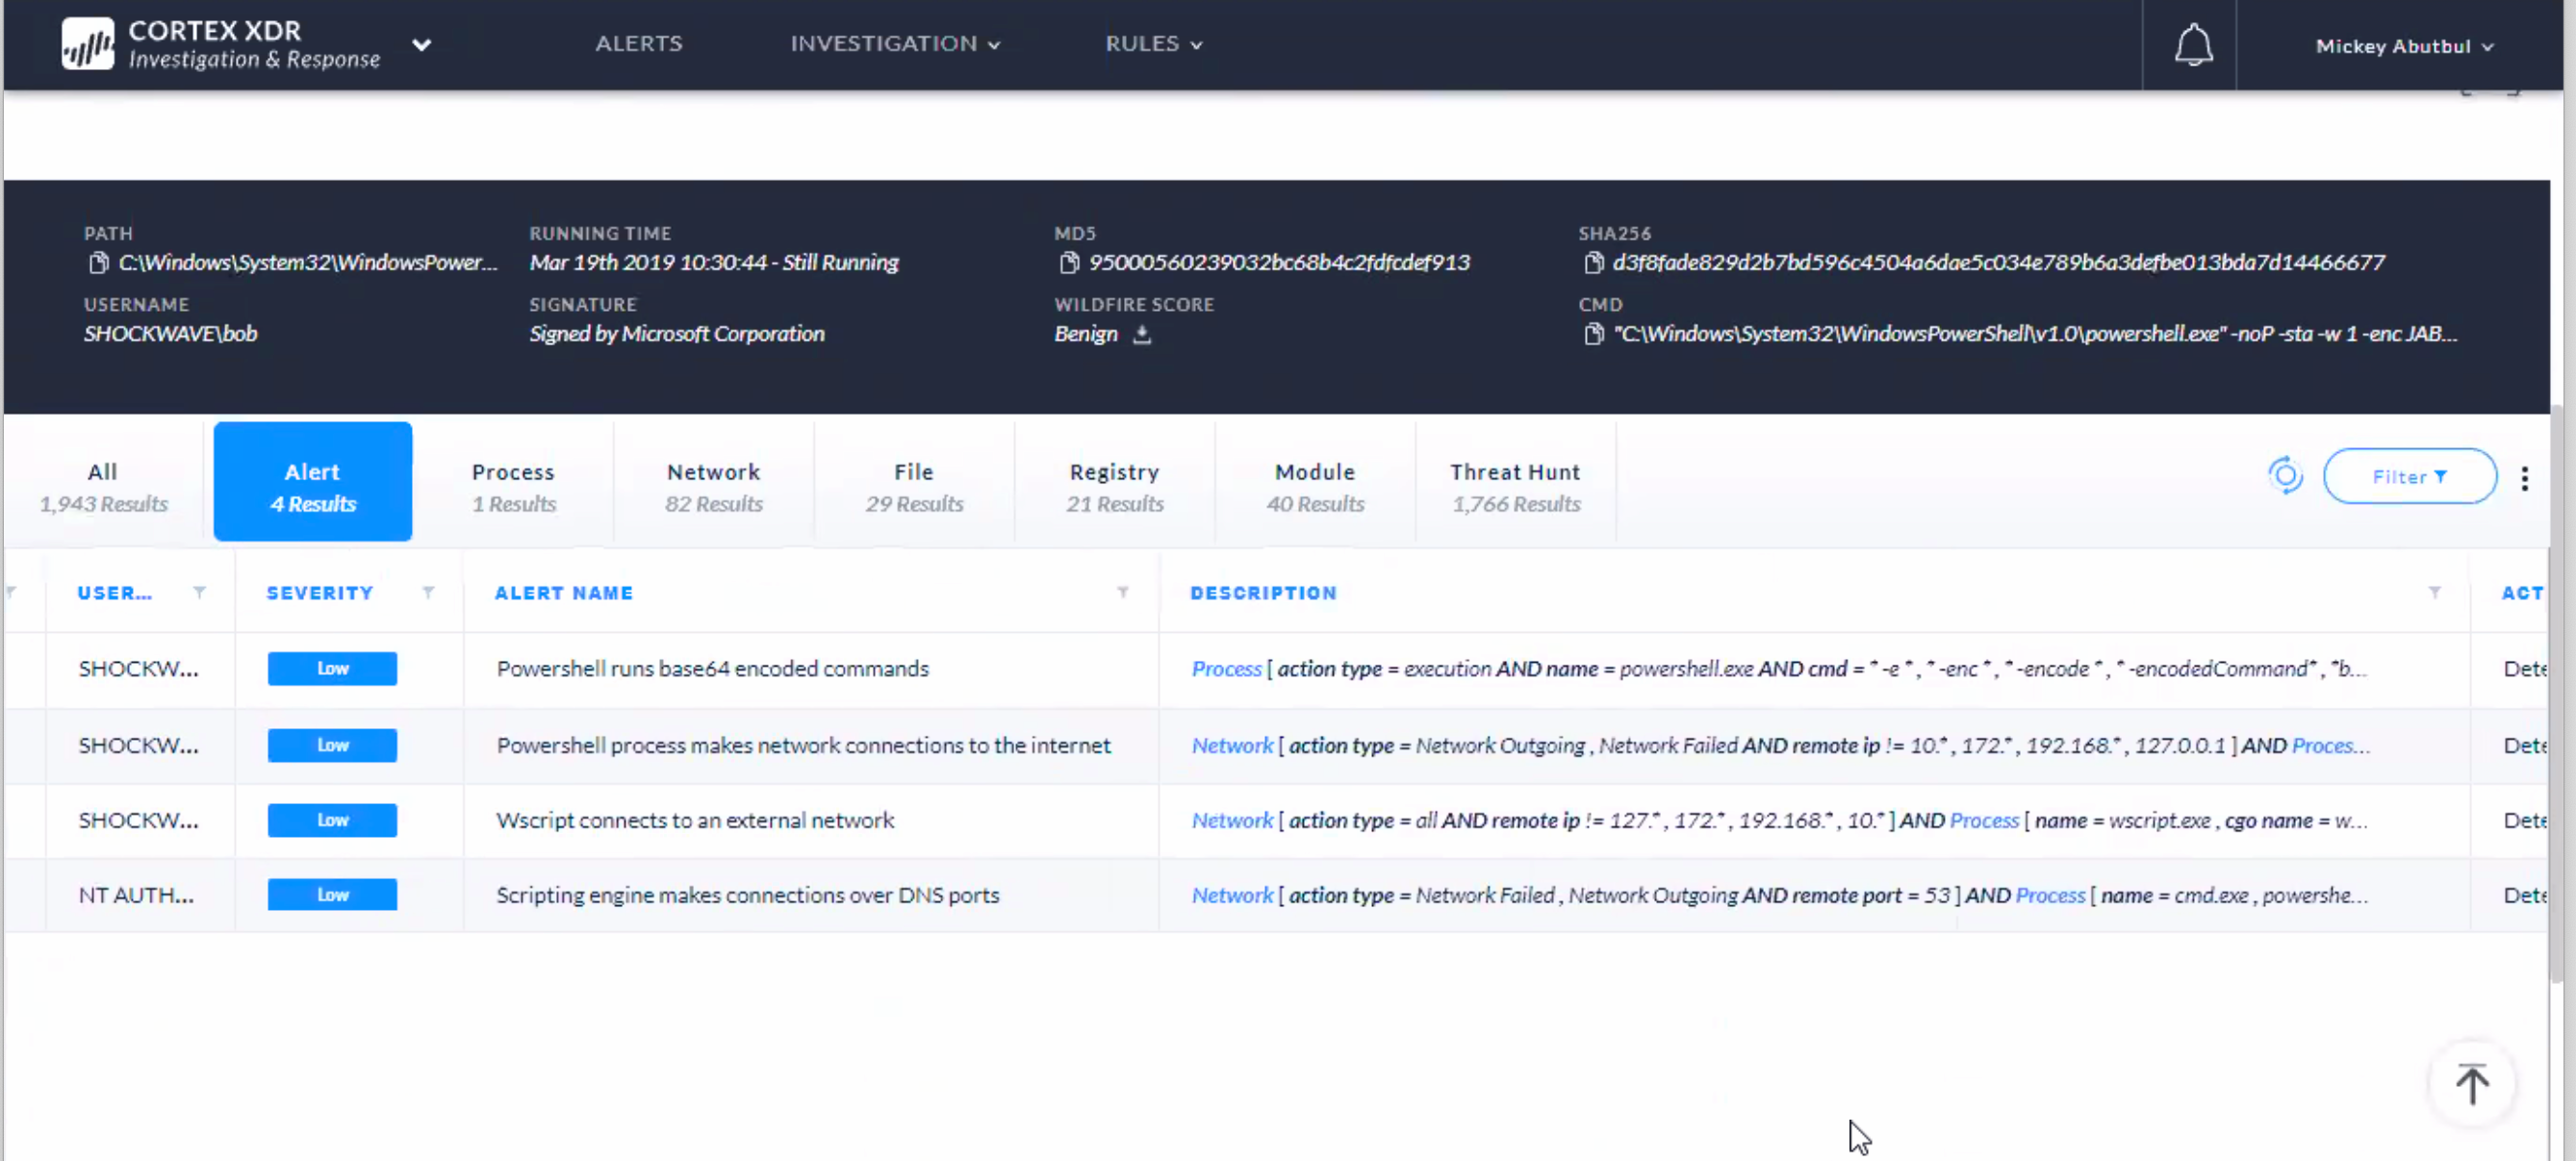 CORTEX XDR
Investigation & Response
ALERTS
INVESTIGATION
RULES
Mickey Abutbul
PATH
C:\Windows\System32\WindowsPower...
RUNNING TIME
Mar 19th 2019 10:30:44 - Still Running
MD5
95000560239032bc68b4c2fdfcdef913
SHA256
d3f8fade829d2b7bd596c4504a6dae5c034e789b6a3defbe013bda7d14466677
USERNAME
SHOCKWAVE\bob
SIGNATURE
Signed by Microsoft Corporation
WILDFIRE SCORE
Benign
CMD
"C:\Windows\System32\WindowsPowerShell\v1.0\powershell.exe" -noP -sta -w 1 -enc JAB...
All
1,943 Results
Alert
4 Results
Process
1 Results
Network
82 Results
File
29 Results
Registry
21 Results
Module
40 Results
Threat Hunt
1,766 Results
Filter
USER... SEVERITY ALERT NAME DESCRIPTION ACT
SHOCKW... Low Powershell runs base64 encoded commands Process [ action type = execution AND name = powershell.exe AND cmd = * -e * , * -enc * , * -encode * , * -encodedCommand* , *b... Dete
SHOCKW... Low Powershell process makes network connections to the internet Network [ action type = Network Outgoing , Network Failed AND remote ip != 10.* , 172.* , 192.168.* , 127.0.0.1 ] AND Proces... Dete
SHOCKW... Low Wscript connects to an external network Network [ action type = all AND remote ip != 127.* , 172.* , 192.168.* , 10.* ] AND Process [ name = wscript.exe , cgo name = w... Dete
NT AUTH... Low Scripting engine makes connections over DNS ports Network [ action type = Network Failed , Network Outgoing AND remote port = 53 ] AND Process [ name = cmd.exe , powershe... Dete